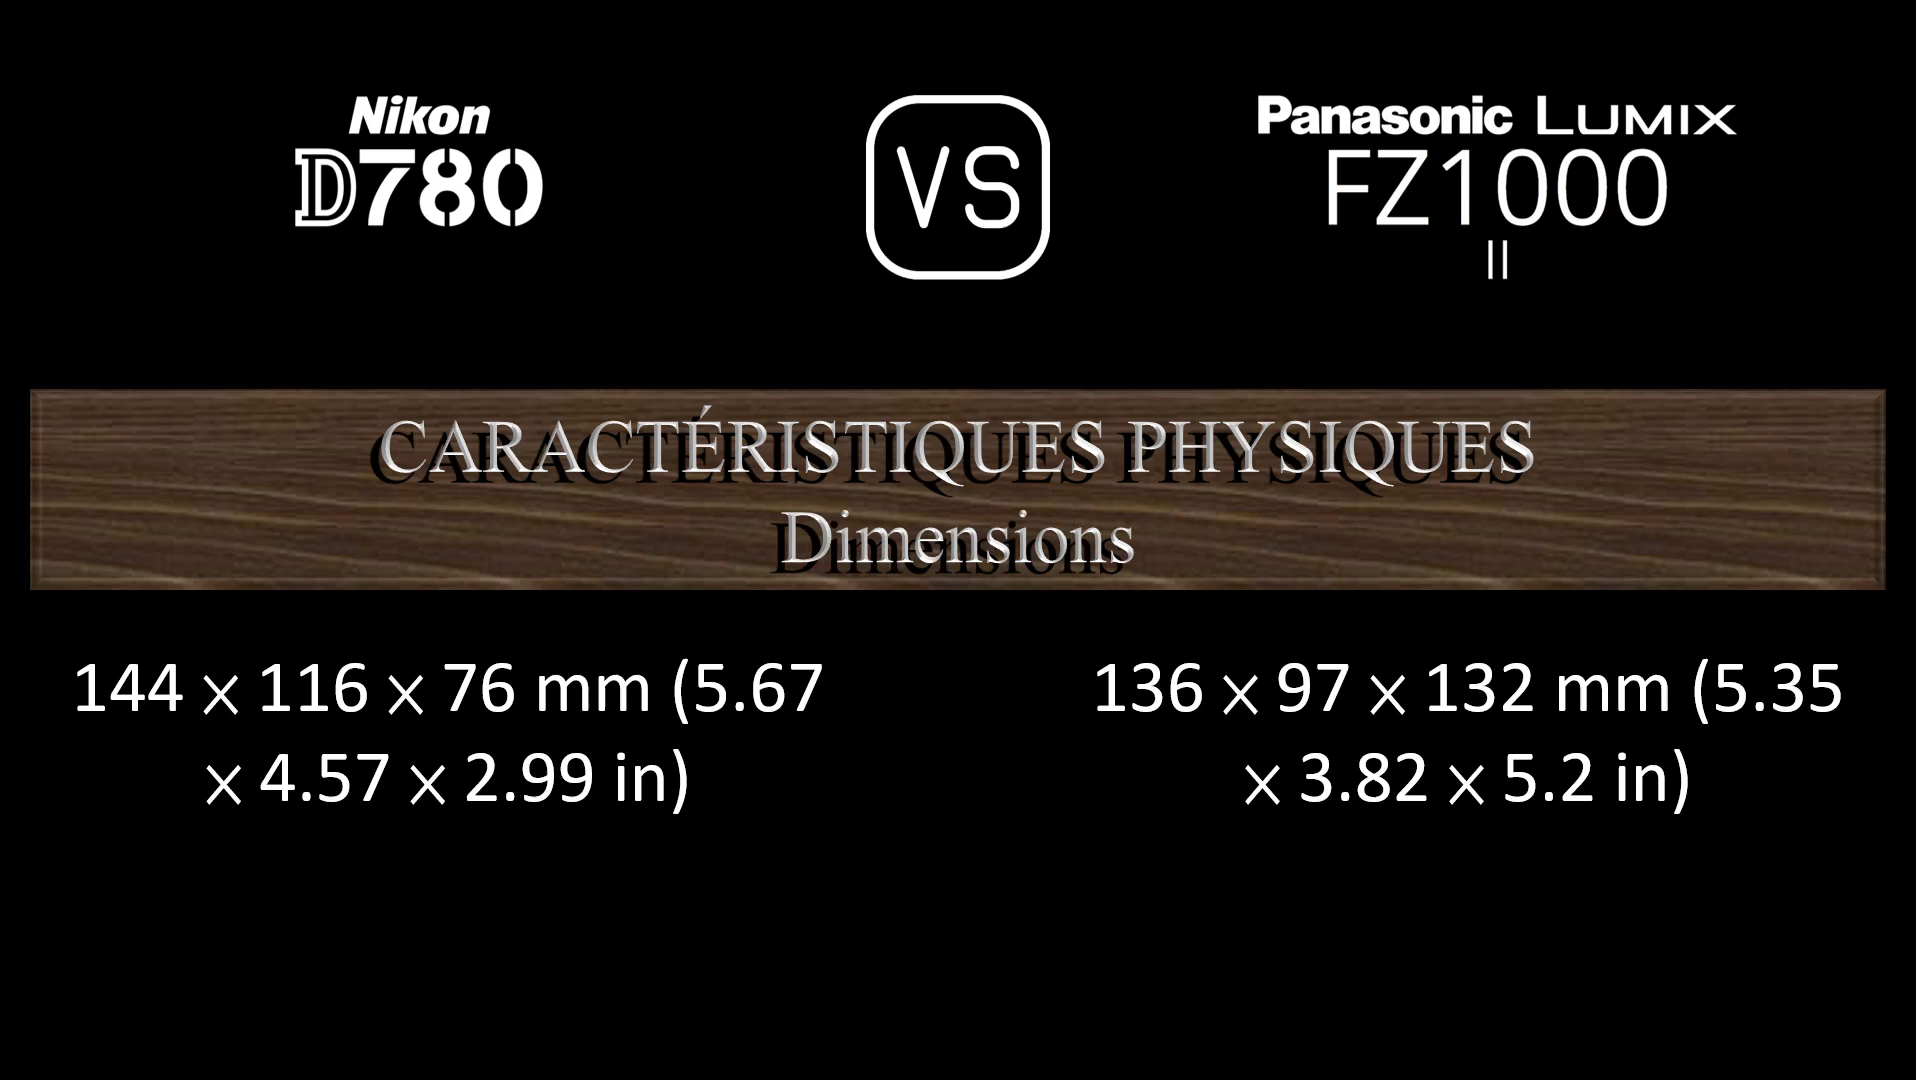 Nikon
D780
VS
Panasonic LUMIX
FZ1000
II
CARACTÉRISTIQUES PHYSIQUES
Dimensions
144 x 116 x 76 mm (5.67
x 4.57 x 2.99 in)
136 x 97 x 132 mm (5.35
x 3.82 x 5.2 in)